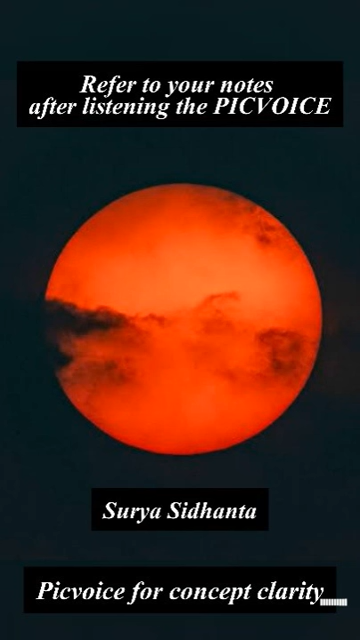 Refer to your notes
after listening the PICVOICE
Surya Sidhanta
Picvoice for concept clarity